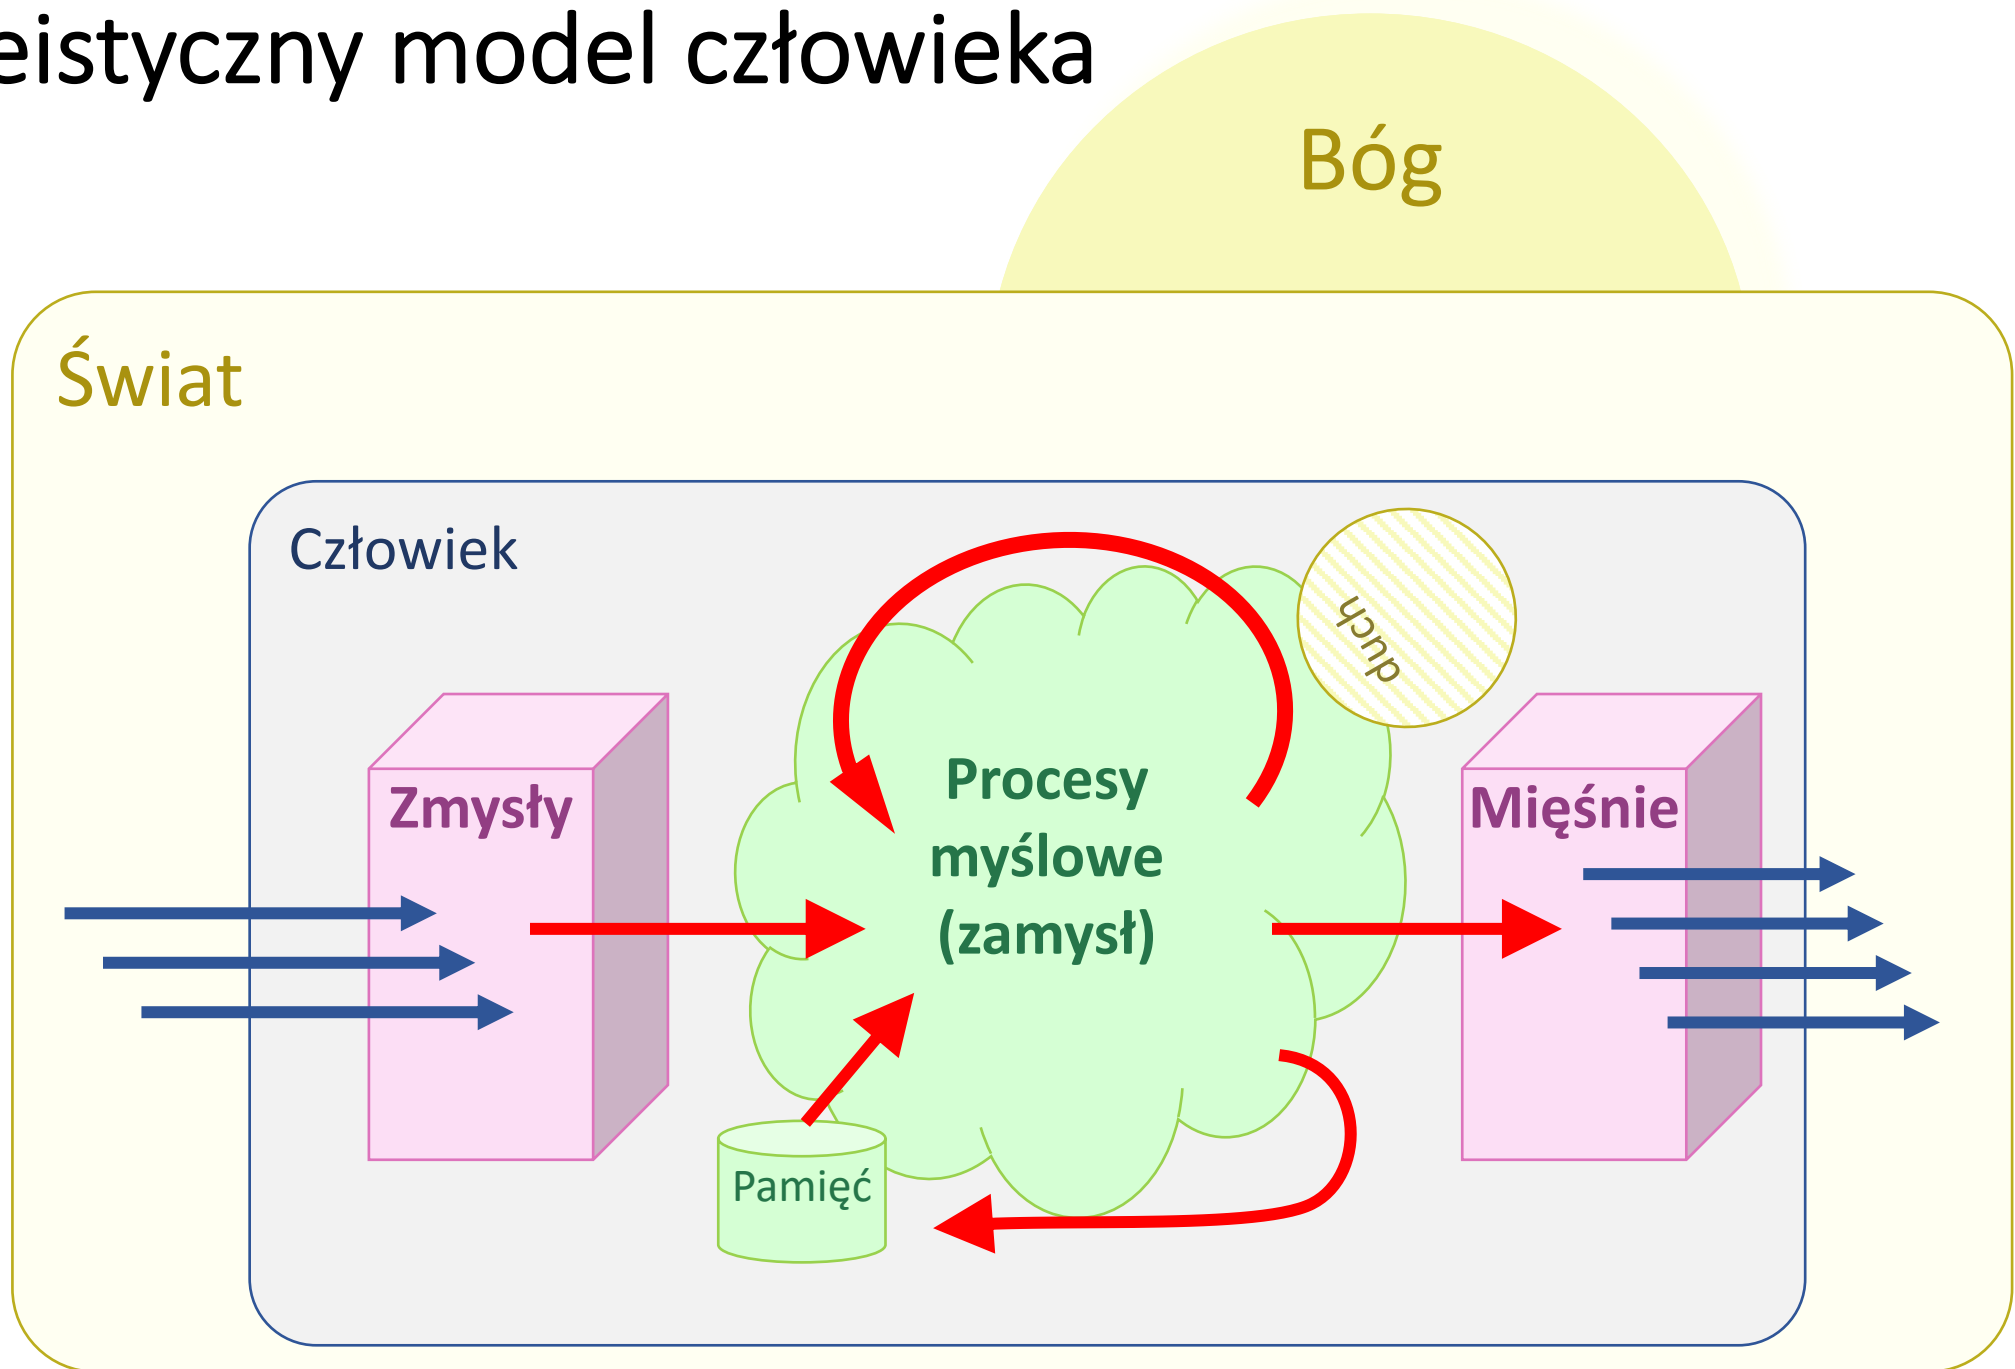 eistyczny model człowieka
Bóg
Świat
Człowiek
duch
Zmysły
Procesy
myślowe
(zamysł)
Mięśnie
Pamięć